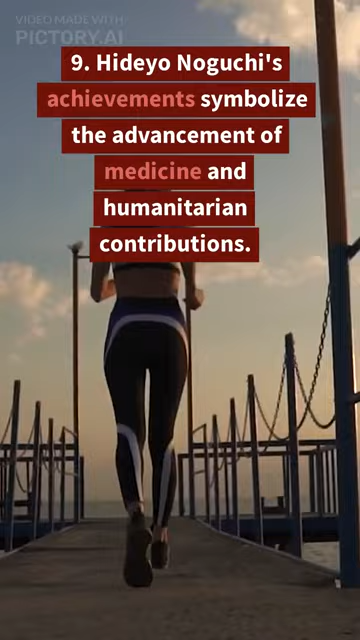 VIDEO MADE WITH
PICTORY.AI
9. Hideyo Noguchi's
achievements symbolize
the advancement of
medicine and
humanitarian
contributions.